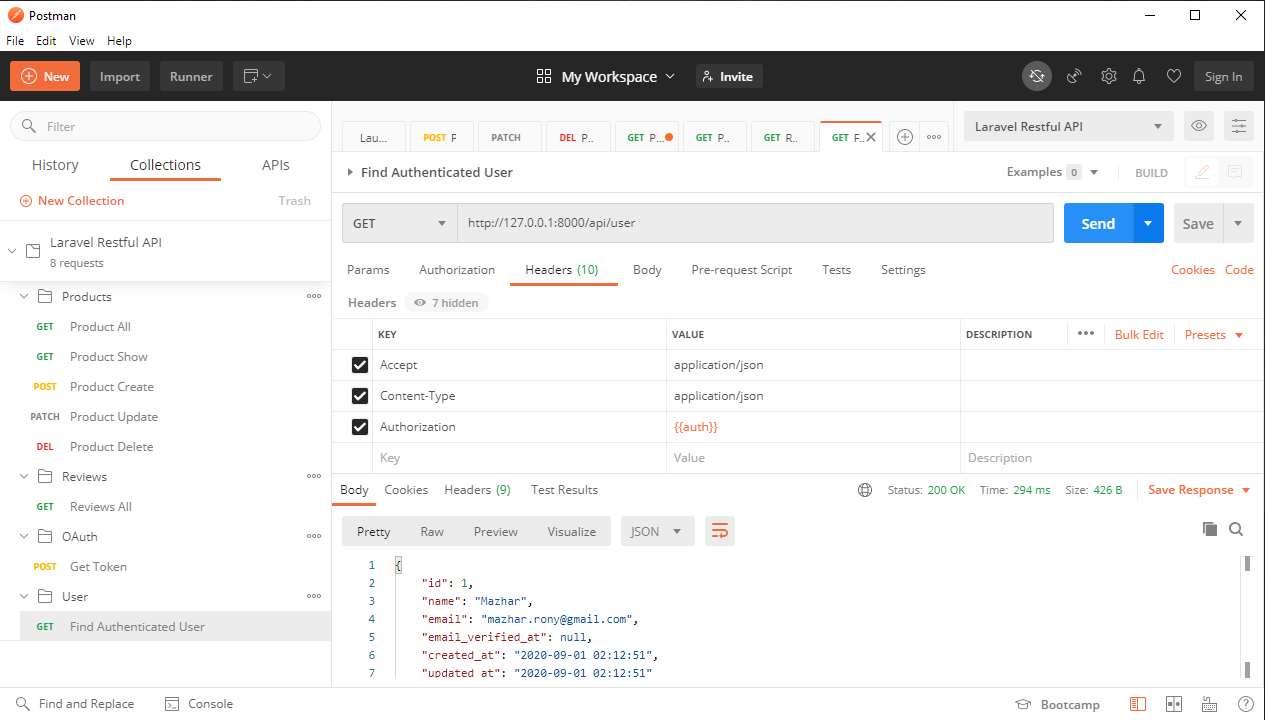 Postman
File Edit View Help
New Import Runner My Workspace Invite Sign In
Filter
History Collections APIs
New Collection Trash
Laravel Restful API
8 requests
Products
GET Product All
GET Product Show
POST Product Create
PATCH Product Update
DEL Product Delete
Reviews
GET Reviews All
OAuth
POST Get Token
User
GET Find Authenticated User
Lau... POST F PATCH DEL P.. GET P... GET P.. GET R.. GET F.. Laravel Restful API
Find Authenticated User Examples 0 BUILD
GET http://127.0.0.1:8000/api/user Send Save
Params Authorization Headers (10) Body Pre-request Script Tests Settings Cookies Code
Headers 7 hidden
KEY VALUE DESCRIPTION ••• Bulk Edit Presets
Accept application/json
Content-Type application/json
Authorization {{auth}}
Key Value Description
Body Cookies Headers (9) Test Results Status: 200 OK Time: 294 ms Size: 426 B Save Response
Pretty Raw Preview Visualize JSON
1 {
2 "id": 1,
3 "name": "Mazhar",
4 "email": "mazhar.rony@gmail.com",
5 "email_verified_at": null,
6 "created_at": "2020-09-01 02:12:51",
7 "updated_at": "2020-09-01 02:12:51"
Find and Replace Console Bootcamp